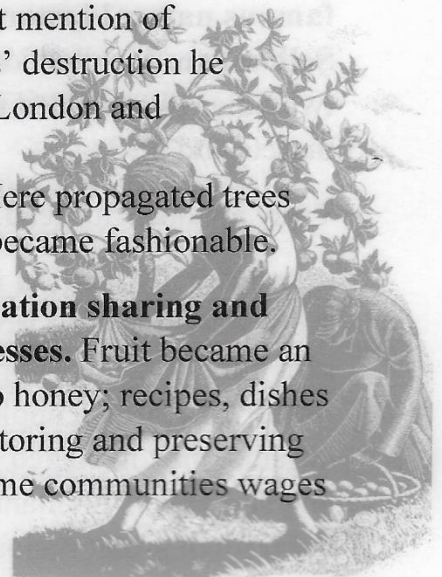 t mention of
s' destruction he
London and
Here propagated trees
became fashionable.
ation sharing and
esses. Fruit became an
o honey; recipes, dishes
toring and preserving
me communities wages